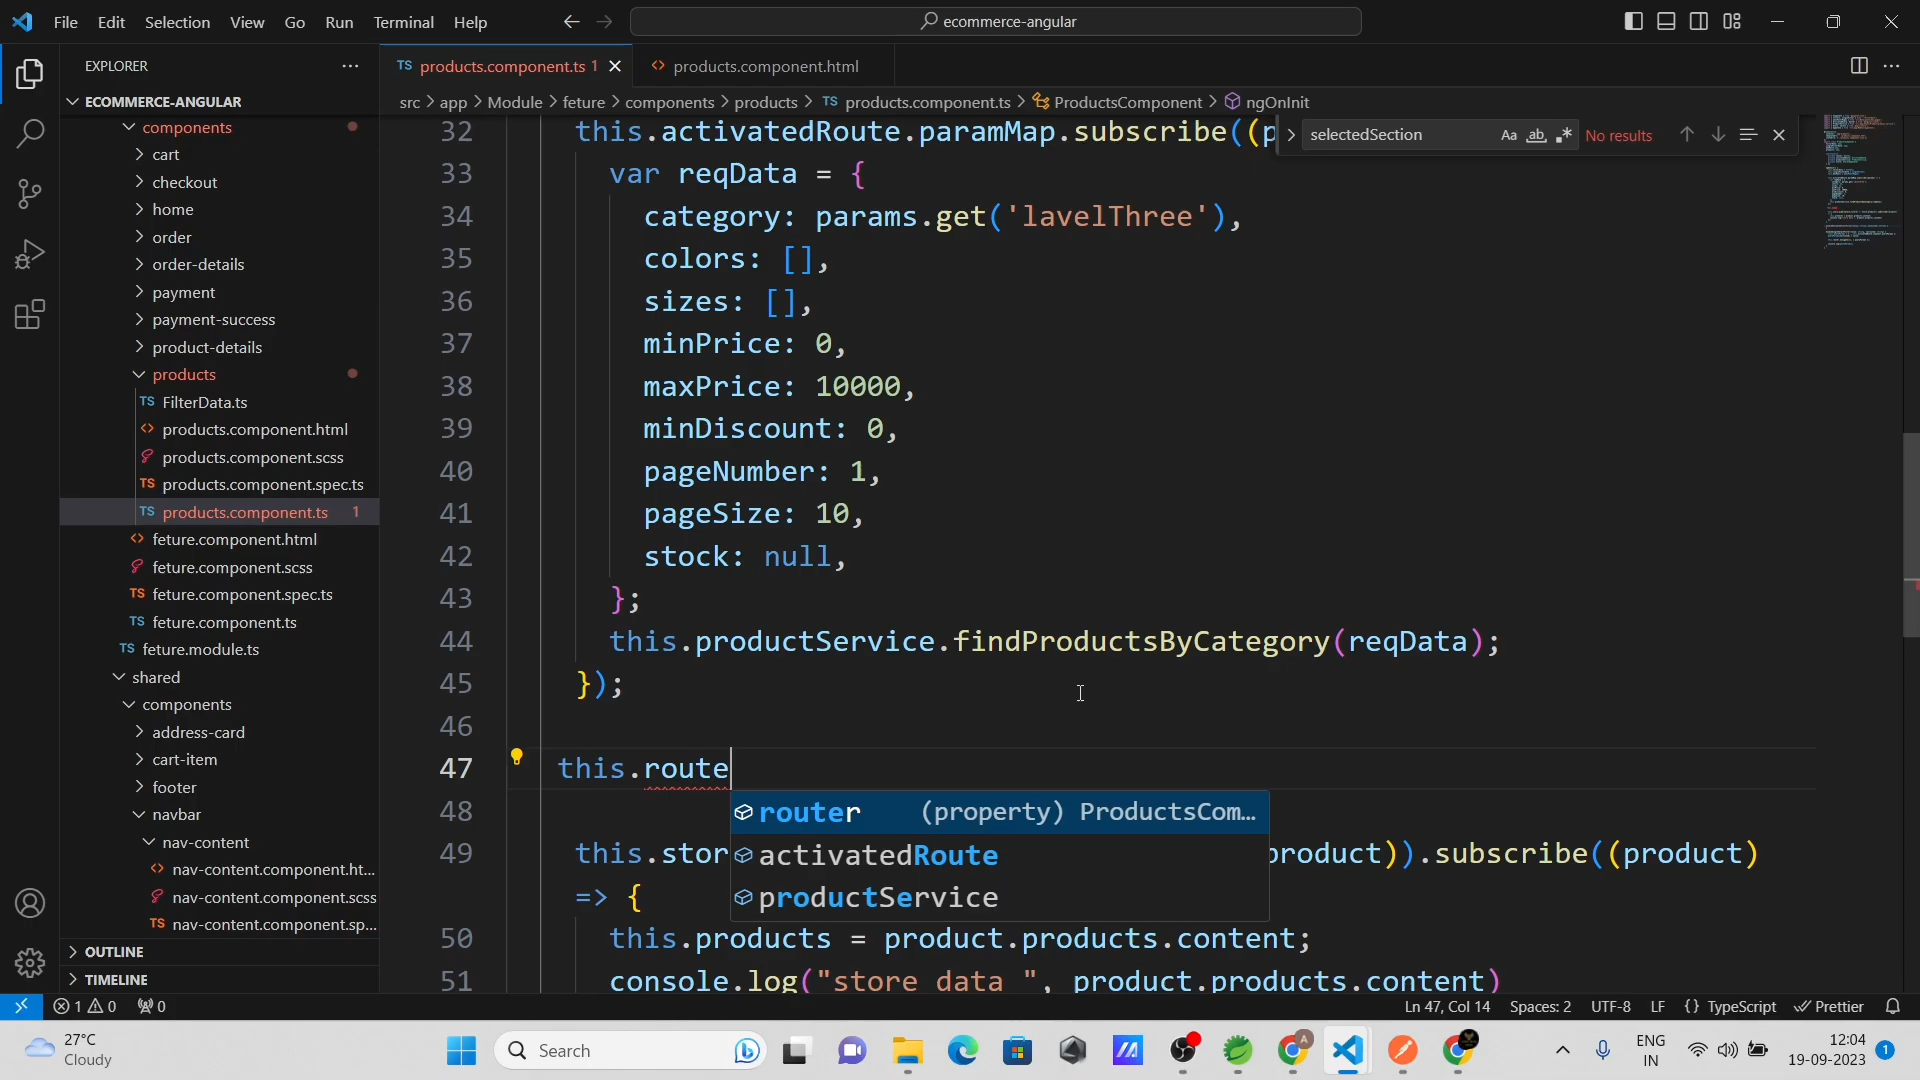 File Edit Selection View Go Run Terminal Help
ecommerce-angular
EXPLORER
ECOMMERCE-ANGULAR
components
cart
checkout
home
order
order-details
payment
payment-success
product-details
products
TS FilterData.ts
<> products.component.html
products.component.scss
TS products.component.spec.ts
TS products.component.ts 1
<> feture.component.html
feture.component.scss
TS feture.component.spec.ts
TS feture.component.ts
TS feture.module.ts
shared
components
address-card
cart-item
footer
navbar
nav-content
<> nav-content.component.ht...
nav-content.component.scss
TS nav-content.component.sp...
OUTLINE
TIMELINE
TS products.component.ts 1
<> products.component.html
src > app > Module > feture > components > products > TS products.component.ts > ProductsComponent > ngOnInit
selectedSection Aa ab .* No results
32 this.activatedRoute.paramMap.subscribe((p
33 var reqData = {
34 category: params.get('lavelThree'),
35 colors: [],
36 sizes: [],
37 minPrice: 0,
38 maxPrice: 10000,
39 minDiscount: 0,
40 pageNumber: 1,
41 pageSize: 10,
42 stock: null,
43 };
44 this.productService.findProductsByCategory(reqData);
45 });
46
47 this.route
router (property) ProductsCom...
activatedRoute
productService
48
49 this.stor product)).subscribe((product)
=> {
50 this.products = product.products.content;
51 console.log("store data ", product.products.content)
1 0 0
Ln 47, Col 14 Spaces: 2 UTF-8 LF {} TypeScript Prettier
27°C
Cloudy
Search
A
ENG
IN
12:04
19-09-2023
1